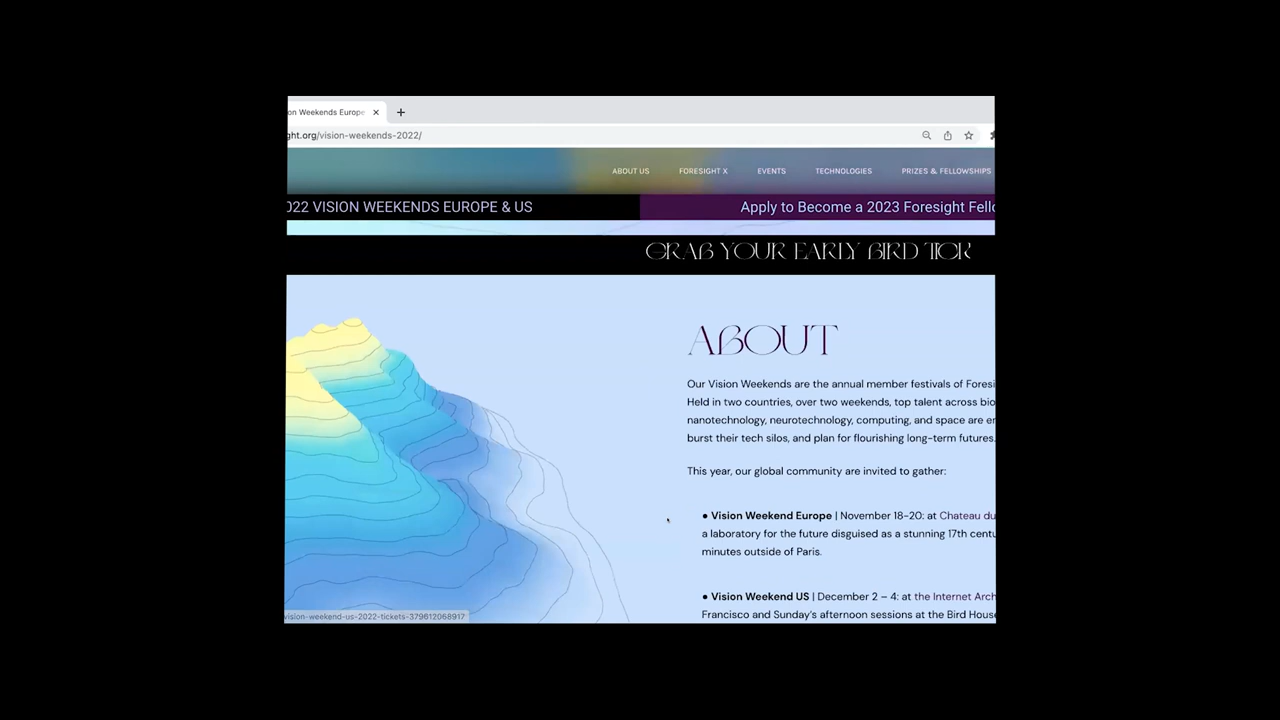 on Weekends Europe
ght.org/vision-weekends-2022/
ABOUT US FORESIGHT X EVENTS TECHNOLOGIES PRIZES & FELLOWSHIPS
022 VISION WEEKENDS EUROPE & US Apply to Become a 2023 Foresight Fello
GRAB YOUR EARLY BIRD TICK
ABOUT
Our Vision Weekends are the annual member festivals of Foresi
Held in two countries, over two weekends, top talent across bio
nanotechnology, neurotechnology, computing, and space are en
burst their tech silos, and plan for flourishing long-term futures.
This year, our global community are invited to gather:
● Vision Weekend Europe | November 18-20: at Chateau du
a laboratory for the future disguised as a stunning 17th centu
minutes outside of Paris.
● Vision Weekend US | December 2 – 4: at the Internet Arch
Francisco and Sunday's afternoon sessions at the Bird House
vision-weekend-us-2022-tickets-379612068917